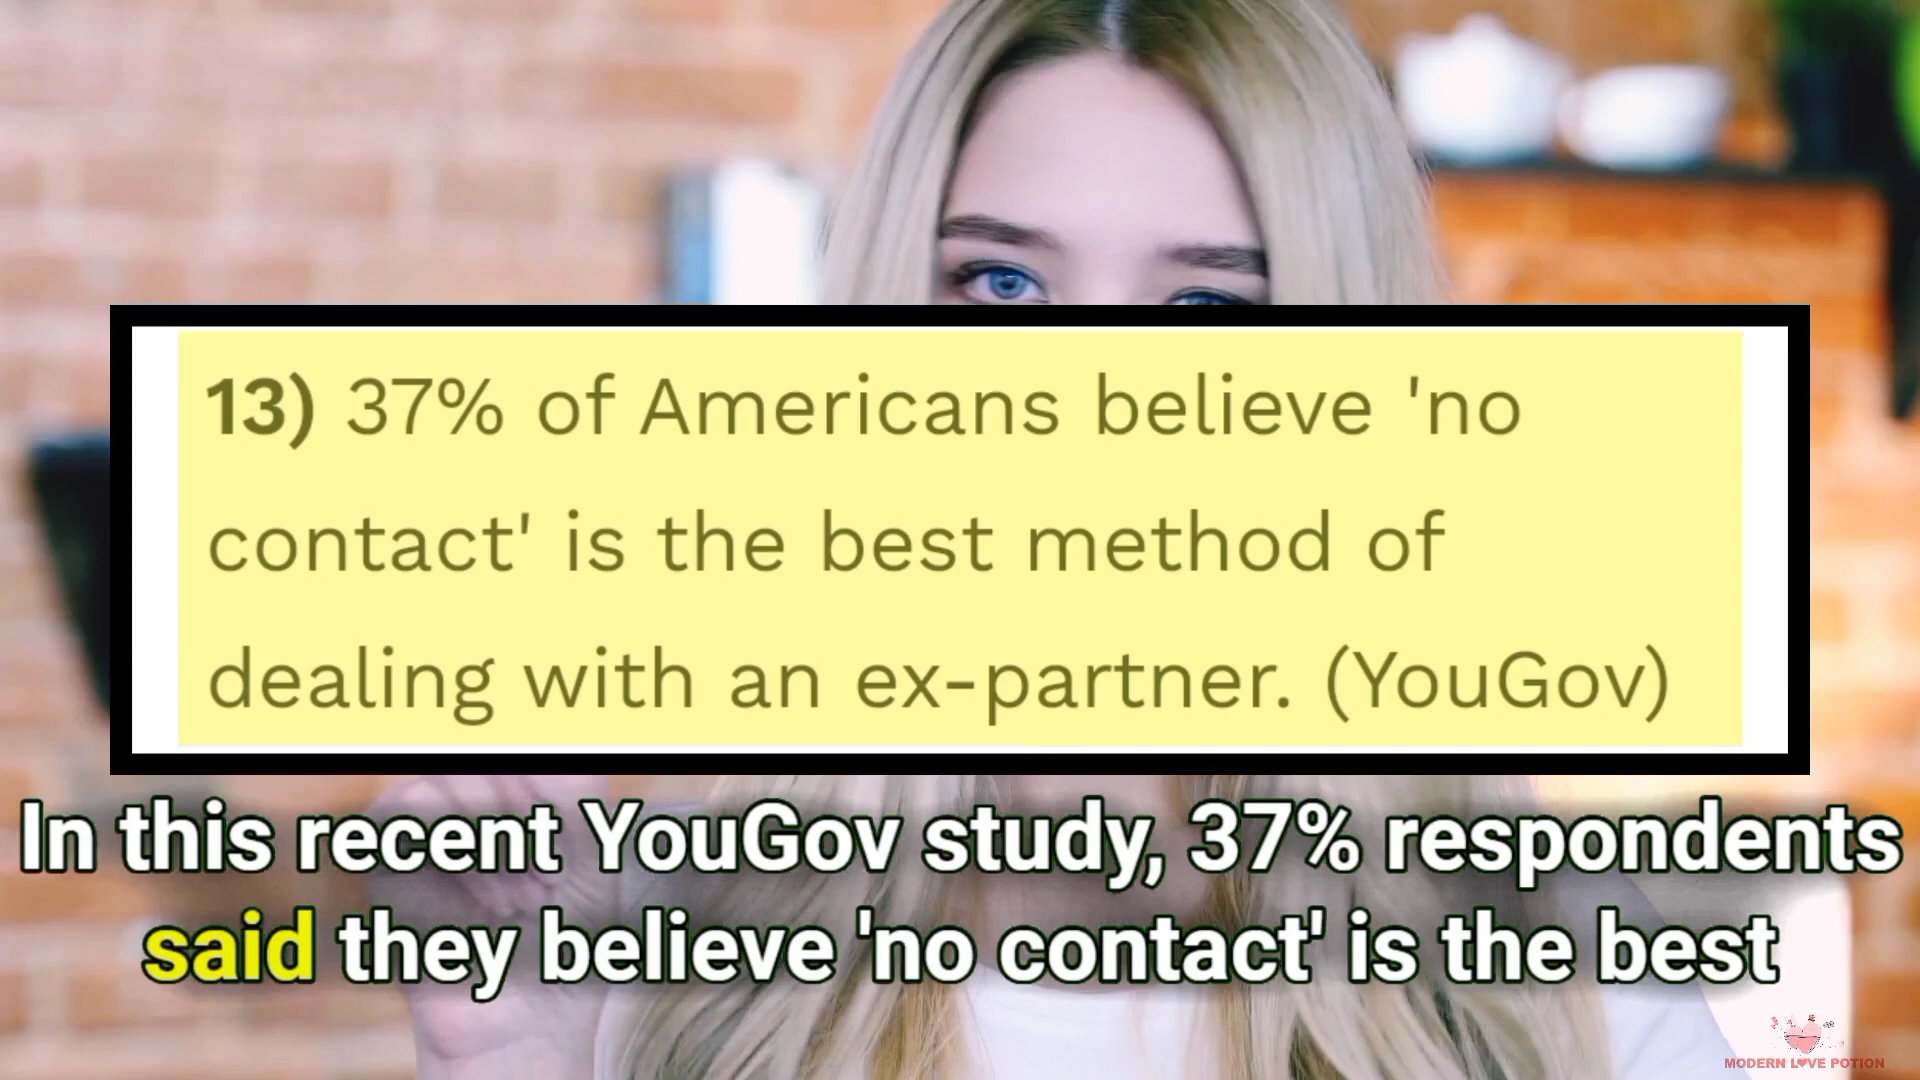 13) 37% of Americans believe 'no
contact' is the best method of
dealing with an ex-partner. (YouGov)
In this recent YouGov study, 37% respondents
said they believe 'no contact' is the best
MODERN LOVE POTION